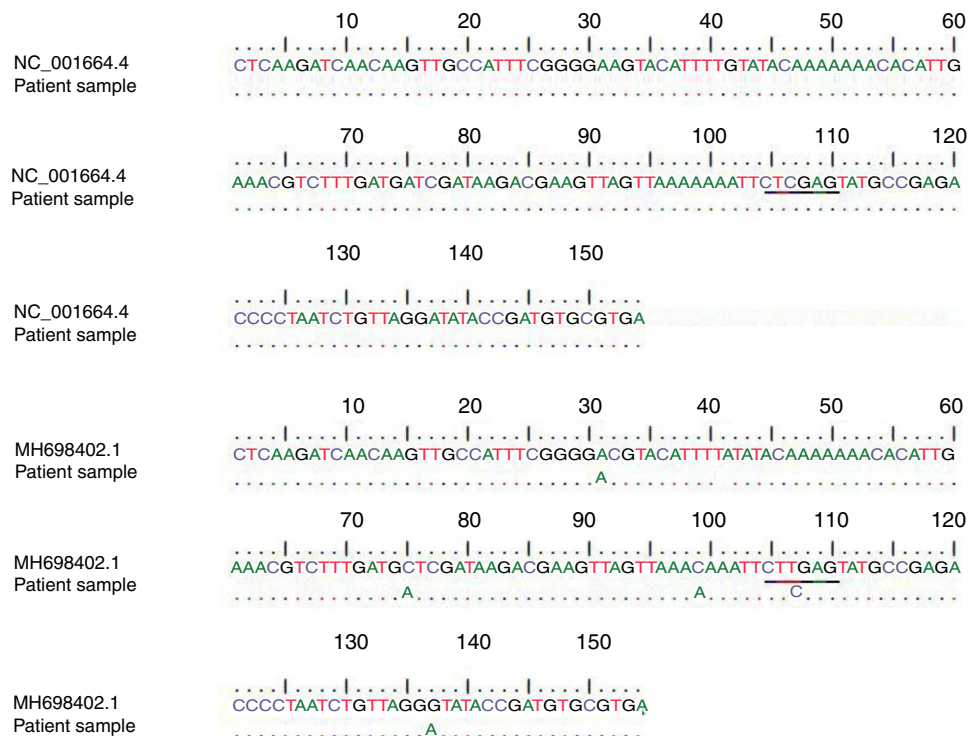 10 20 30 40 50 60
NC_001664.4 CTCAAGATCAACAAGTTGCCATTTCGGGGAAGTACATTTTGTATACAAAAAAACACATTG
Patient sample
70 80 90 100 110 120
NC_001664.4 AAACGTCTTTGATGATCGATAAGACGAAGTTAGTTAAAAAAATTCTCGAGTATGCCGAGA
Patient sample
130 140 150
NC_001664.4 CCCCTAATCTGTTAGGATATACCGATGTGCGTGA
Patient sample
10 20 30 40 50 60
MH698402.1 CTCAAGATCAACAAGTTGCCATTTCGGGGACGTACATTTTATATACAAAAAAACACATTG
Patient sample A
70 80 90 100 110 120
MH698402.1 AAACGTCTTTGATGCTCGATAAGACGAAGTTAGTTAAACAAATTCTTGAGTATGCCGAGA
Patient sample A A C
130 140 150
MH698402.1 CCCCTAATCTGTTAGGGTATACCGATGTGCGTGA
Patient sample A